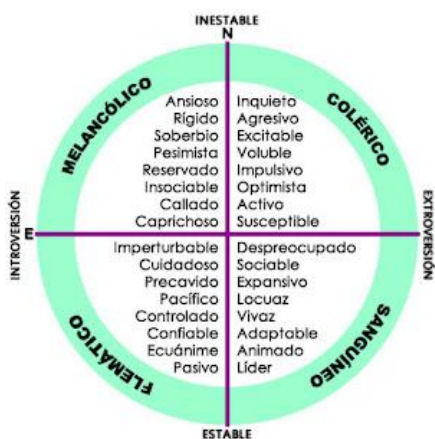 INESTABLE
N
MELANCÓLICO
COLÉRICO
Ansioso
Rígido
Soberbio
Pesimista
Reservado
Insociable
Callado
Caprichoso
Inquieto
Agresivo
Excitable
Voluble
Impulsivo
Optimista
Activo
Susceptible
INTROVERSIÓN
E
EXTROVERSIÓN
Imperturbable
Cuidadoso
Precavido
Pacífico
Controlado
Confiable
Ecuánime
Pasivo
Despreocupado
Sociable
Expansivo
Locuaz
Vivaz
Adaptable
Animado
Líder
FLEMÁTICO
SANGUÍNEO
ESTABLE